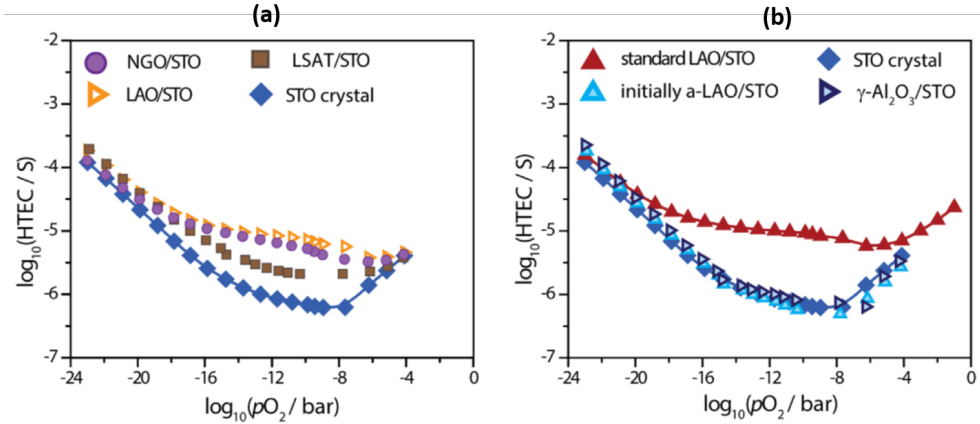 (a)
(b)
NGO/STO
LSAT/STO
LAO/STO
STO crystal
log10(HTEC / S)
-2
-3
-4
-5
-6
-7
-24
-20
-16
-12
-8
-4
0
log10(pO2 / bar)
standard LAO/STO
STO crystal
initially a-LAO/STO
γ-Al2O3/STO
log10(HTEC / S)
-2
-3
-4
-5
-6
-7
-24
-20
-16
-12
-8
-4
0
log10(pO2 / bar)